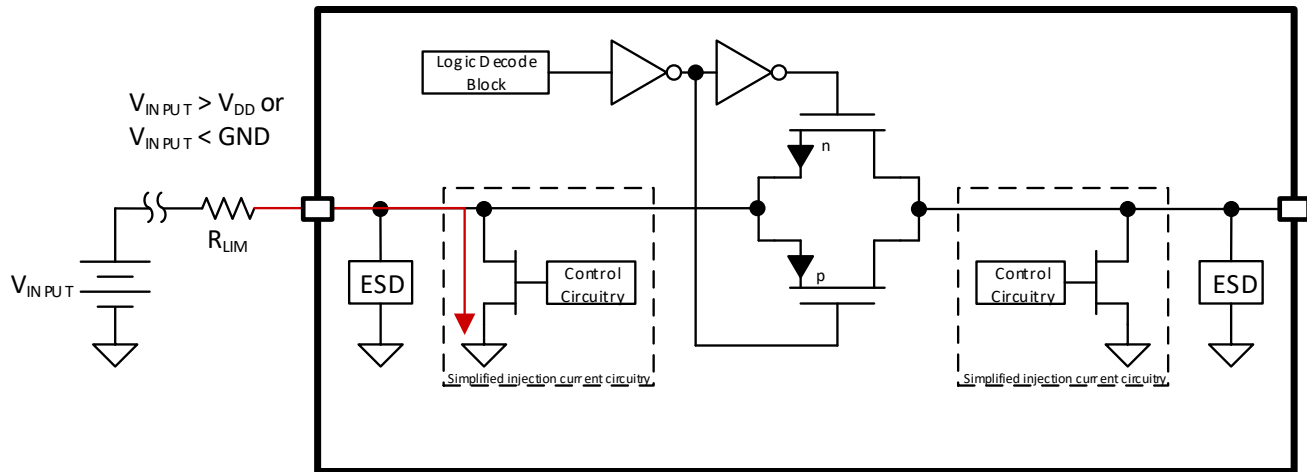 Logic Decode
Block
V_INPUT > V_DD or
V_INPUT < GND
n
R_LIM
p
V_INPUT
ESD
Control
Circuitry
Simplified injection current circuitry
Control
Circuitry
ESD
Simplified injection current circuitry